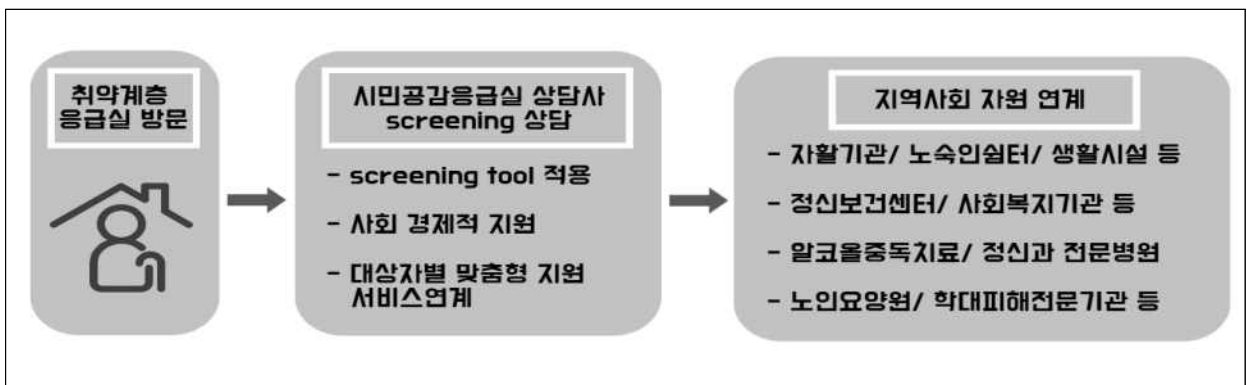 취약계층
응급실 방문
시민공감응급실 상담사
screening 상담
- screening tool 적용
- 사회 경제적 지원
- 대상자별 맞춤형 지원
서비스연계
지역사회 자원 연계
- 자활기관/ 노숙인쉼터/ 생활시설 등
- 정신보건센터/ 사회복지기관 등
- 알코올중독치료/ 정신과 전문병원
- 노인요양원/ 학대피해전문기관 등